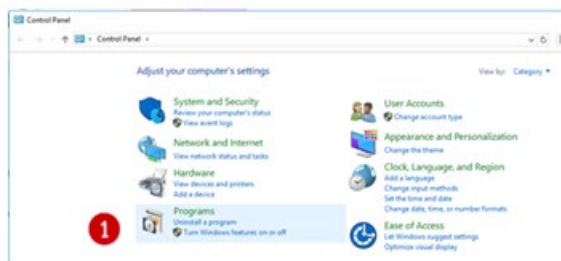 Control Panel
Control Panel
Adjust your computer's settings
View by: Category
System and Security
Review your computer's status
View event logs
Network and Internet
View network status and tasks
Hardware
View devices and printers
Add a device
Programs
Uninstall a program
Turn Windows features on or off
1
User Accounts
Change account type
Appearance and Personalization
Change the theme
Clock, Language, and Region
Add a language
Change input methods
Set the time and date
Change date, time, or number formats
Ease of Access
Let Windows suggest settings
Optimize visual display